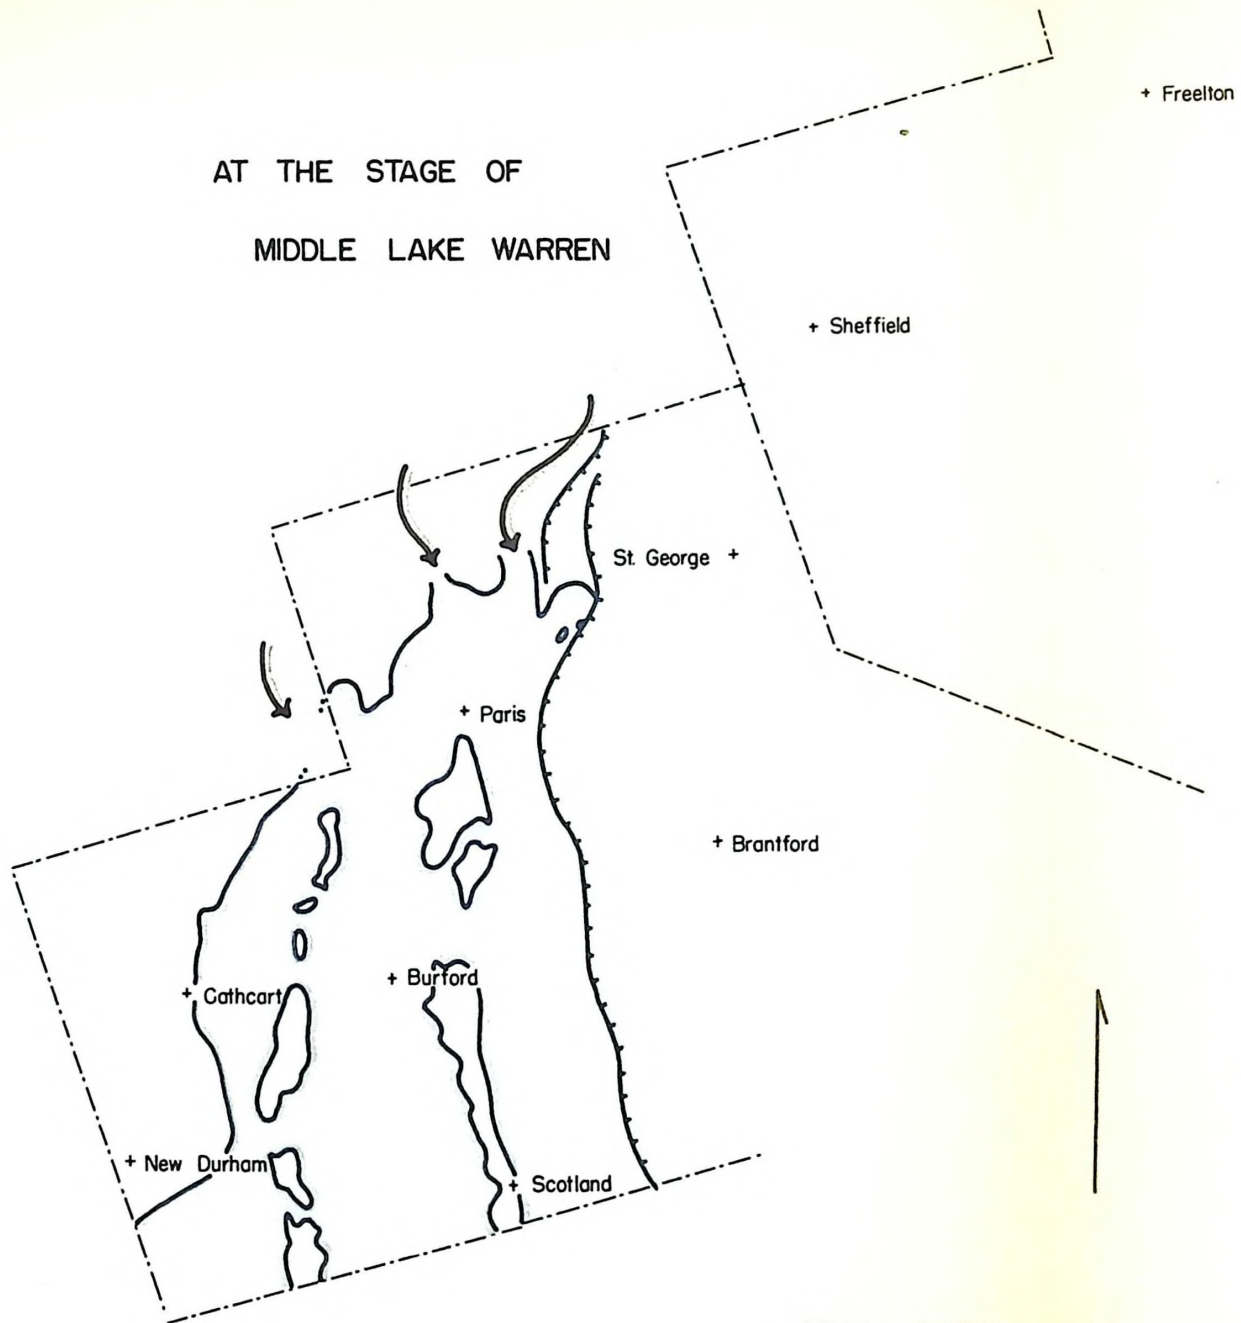 AT THE STAGE OF
MIDDLE LAKE WARREN
+ Freelton
+ Sheffield
St. George +
+ Paris
+ Brantford
+ Burford
+ Cathcart
+ New Durham
+ Scotland